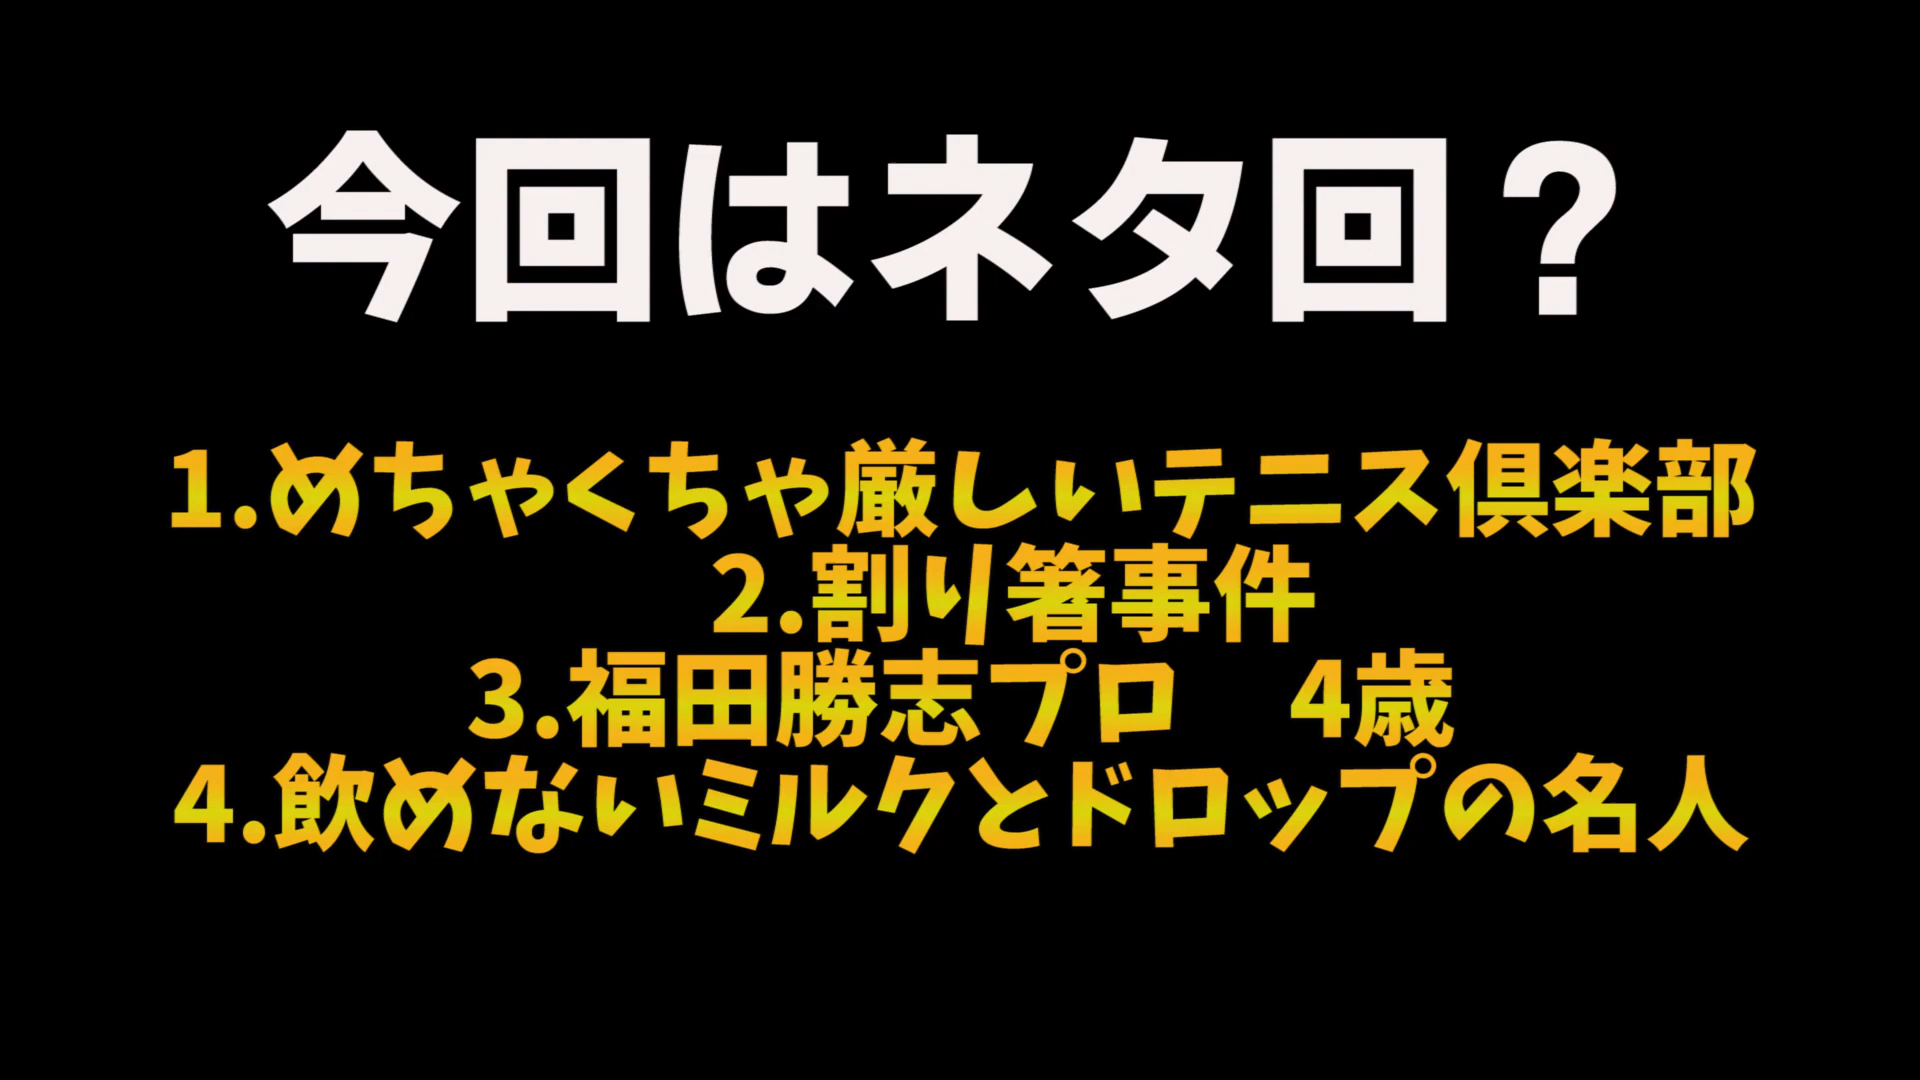 今回はネタ回？
1.めちゃくちゃ厳しいテニス倶楽部
2.割り箸事件
3.福田勝志プロ　4歳
4.飲めないミルクとドロップの名人